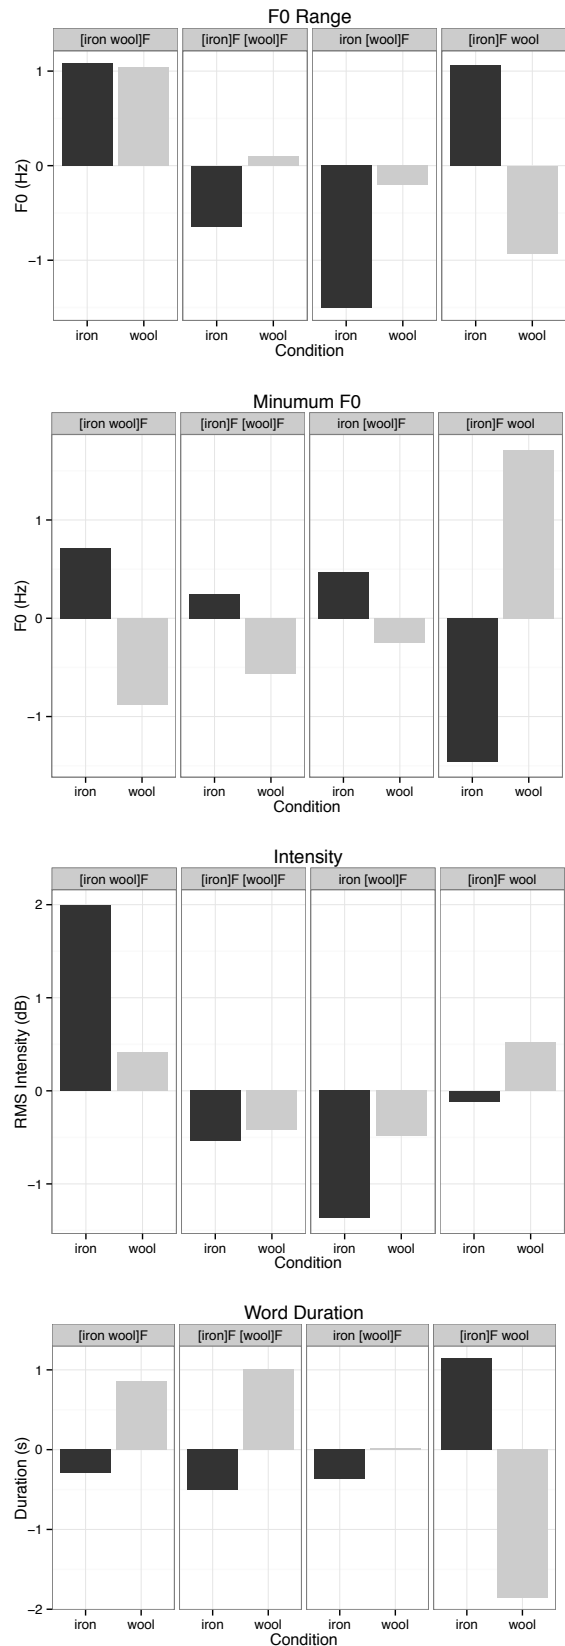 F0 Range
[iron wool]F [iron]F [wool]F iron [wool]F [iron]F wool
1
0
−1
F0 (Hz)
iron wool iron wool iron wool iron wool
Condition
Minumum F0
[iron wool]F [iron]F [wool]F iron [wool]F [iron]F wool
1
0
−1
F0 (Hz)
iron wool iron wool iron wool iron wool
Condition
Intensity
[iron wool]F [iron]F [wool]F iron [wool]F [iron]F wool
2
1
0
−1
RMS Intensity (dB)
iron wool iron wool iron wool iron wool
Condition
Word Duration
[iron wool]F [iron]F [wool]F iron [wool]F [iron]F wool
1
0
−1
−2
Duration (s)
iron wool iron wool iron wool iron wool
Condition